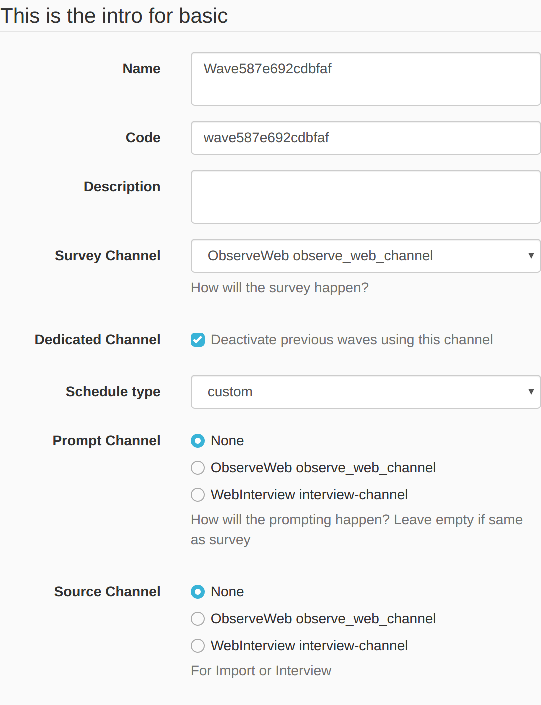 This is the intro for basic
Name
Wave587e692cdbfaf
Code
wave587e692cdbfaf
Description
Survey Channel
ObserveWeb observe_web_channel
How will the survey happen?
Dedicated Channel
Deactivate previous waves using this channel
Schedule type
custom
Prompt Channel
None
ObserveWeb observe_web_channel
WebInterview interview-channel
How will the prompting happen? Leave empty if same
as survey
Source Channel
None
ObserveWeb observe_web_channel
WebInterview interview-channel
For Import or Interview